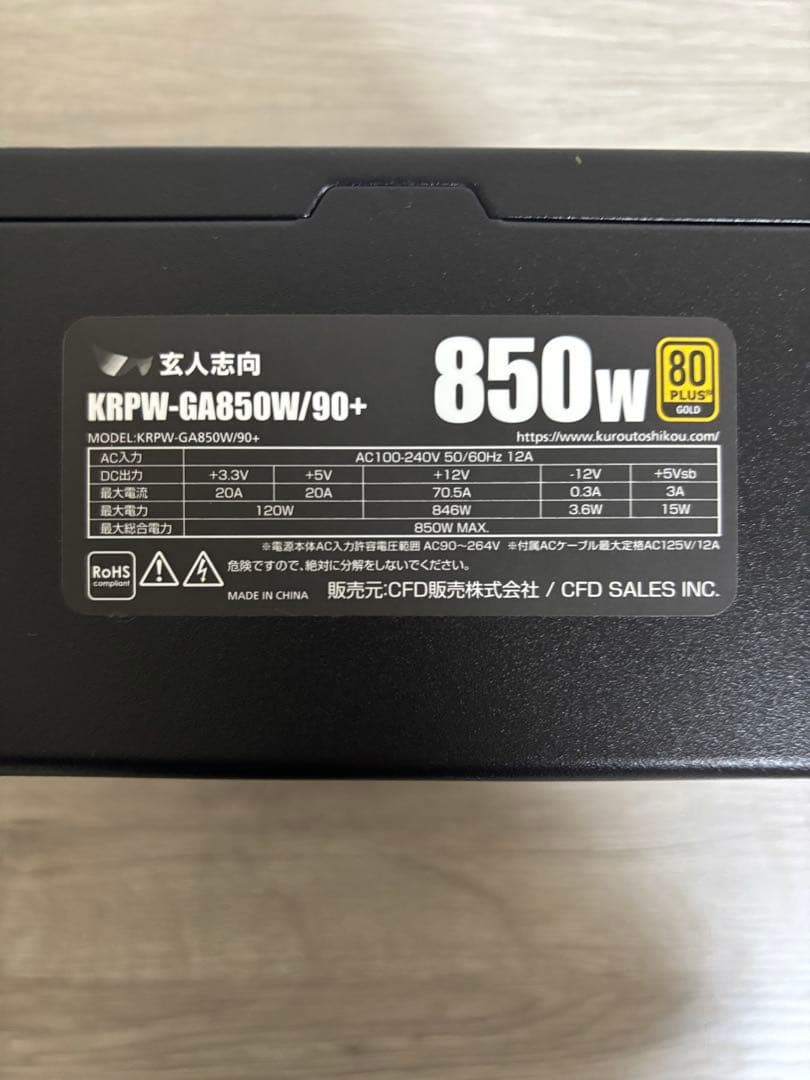 玄人志向
850W
80 PLUS® GOLD
KRPW-GA850W/90+
MODEL:KRPW-GA850W/90+
https://www.kuroutoshikou.com/
AC入力 AC100-240V 50/60Hz 12A
DC出力 +3.3V +5V +12V -12V +5Vsb
最大電流 20A 20A 70.5A 0.3A 3A
最大電力 120W 846W 3.6W 15W
最大総合電力 850W MAX.
※電源本体AC入力許容電圧範囲 AC90～264V ※付属ACケーブル最大定格AC125V/12A
RoHS
compliant
危険ですので、絶対に分解をしないでください。
MADE IN CHINA 販売元:CFD販売株式会社 / CFD SALES INC.